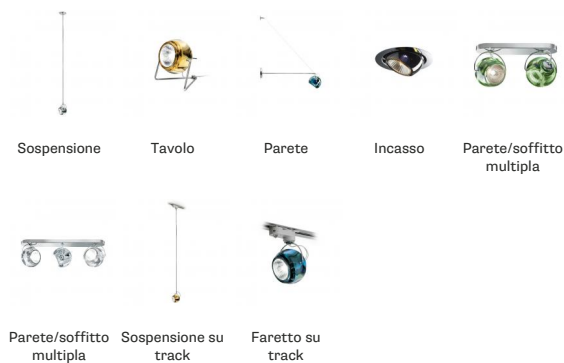 Sospensione
Tavolo
Parete
Incasso
Parete/soffitto
multipla
Parete/soffitto
multipla
Sospensione su
track
Faretto su
track